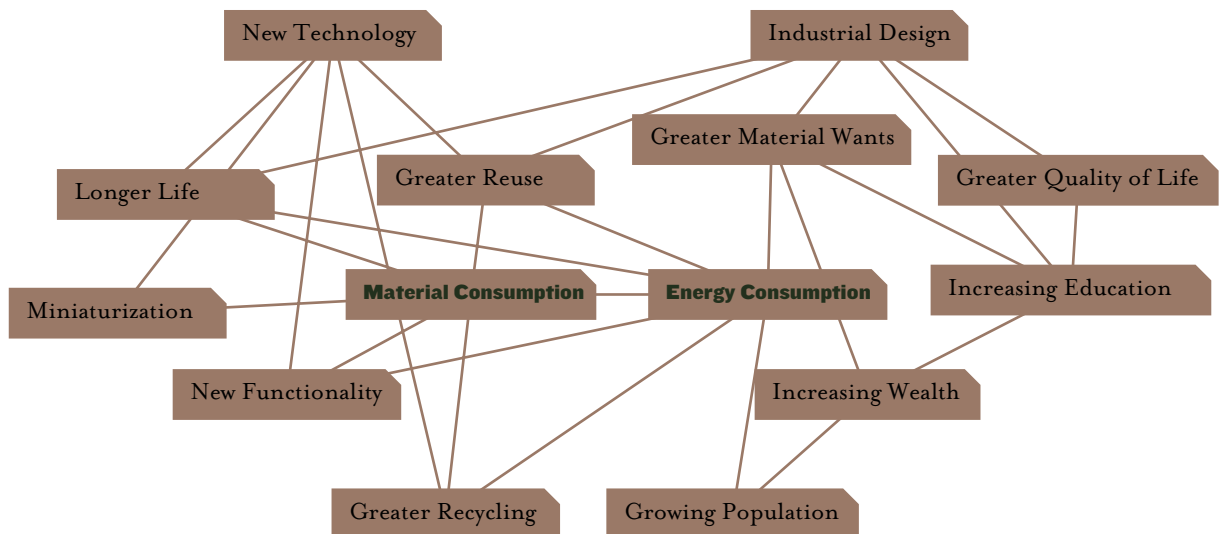 New Technology
Industrial Design
Greater Material Wants
Longer Life
Greater Reuse
Greater Quality of Life
Miniaturization
Material Consumption
Energy Consumption
Increasing Education
New Functionality
Increasing Wealth
Greater Recycling
Growing Population